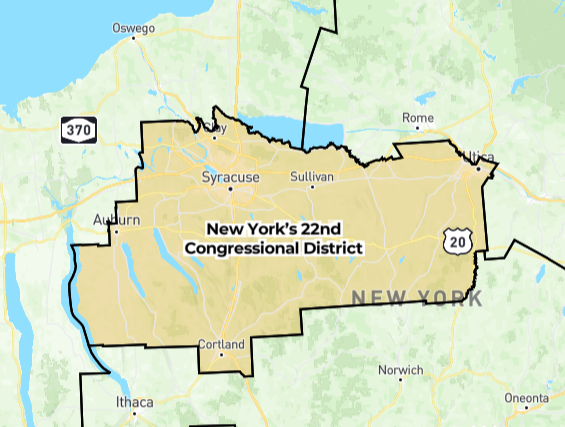 Oswego
Rome
370
Clay
Utica
Syracuse
Sullivan
Auburn
New York's 22nd
Congressional District
20
NEW YORK
Cortland
Norwich
Ithaca
Oneonta